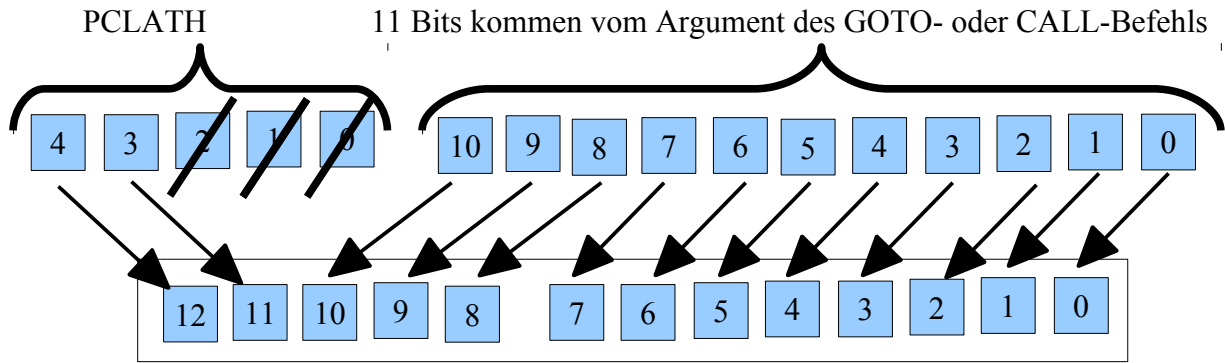 PCLATH 11 Bits kommen vom Argument des GOTO- oder CALL-Befehls
4 3 2 1 0 10 9 8 7 6 5 4 3 2 1 0
12 11 10 9 8 7 6 5 4 3 2 1 0